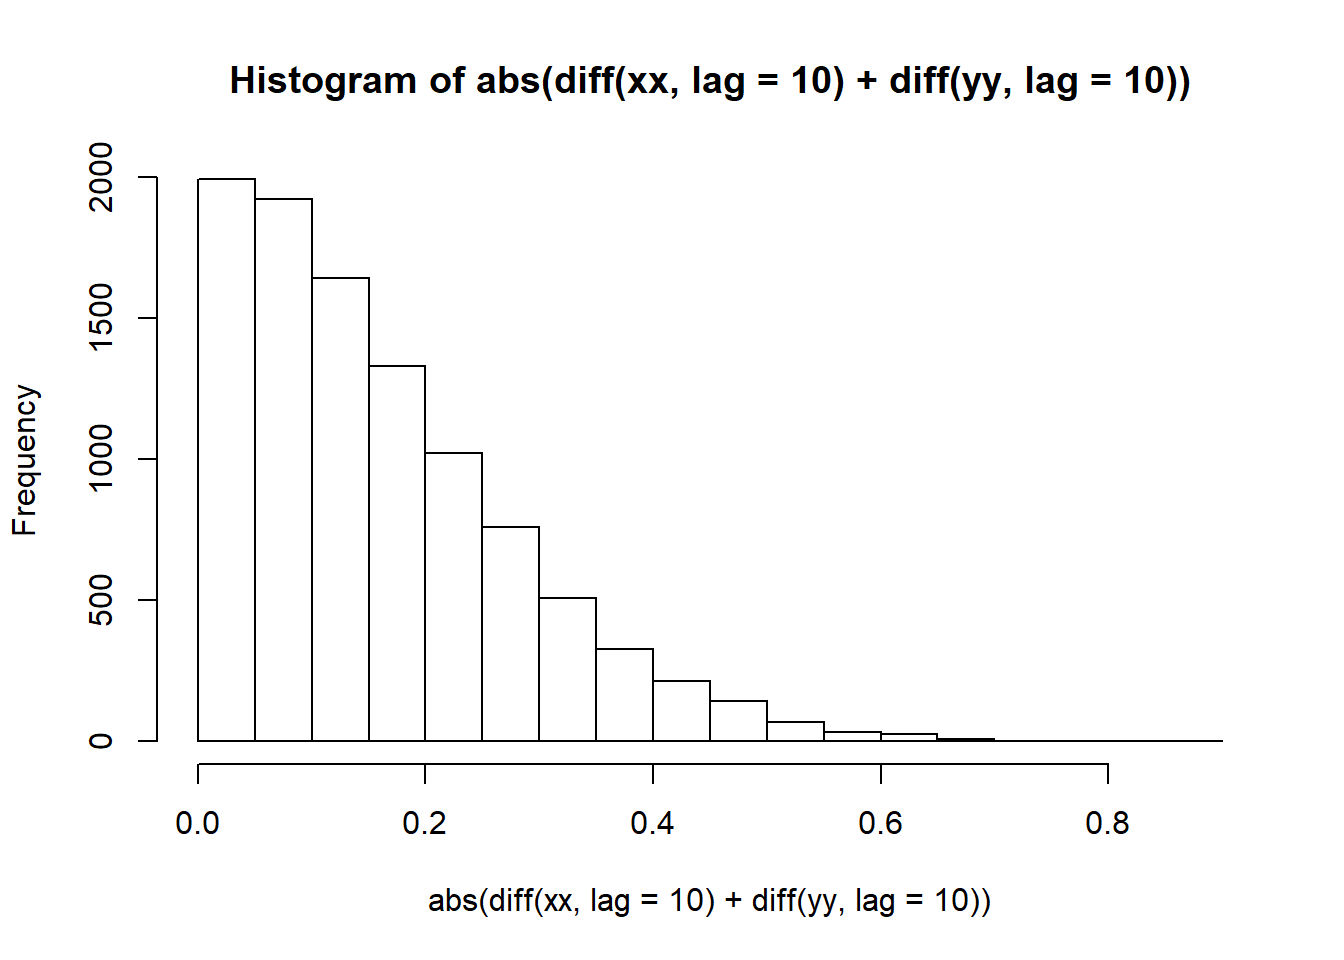 Histogram of abs(diff(xx, lag = 10) + diff(yy, lag = 10))
Frequency
2000
1500
1000
500
0
0.0 0.2 0.4 0.6 0.8
abs(diff(xx, lag = 10) + diff(yy, lag = 10))